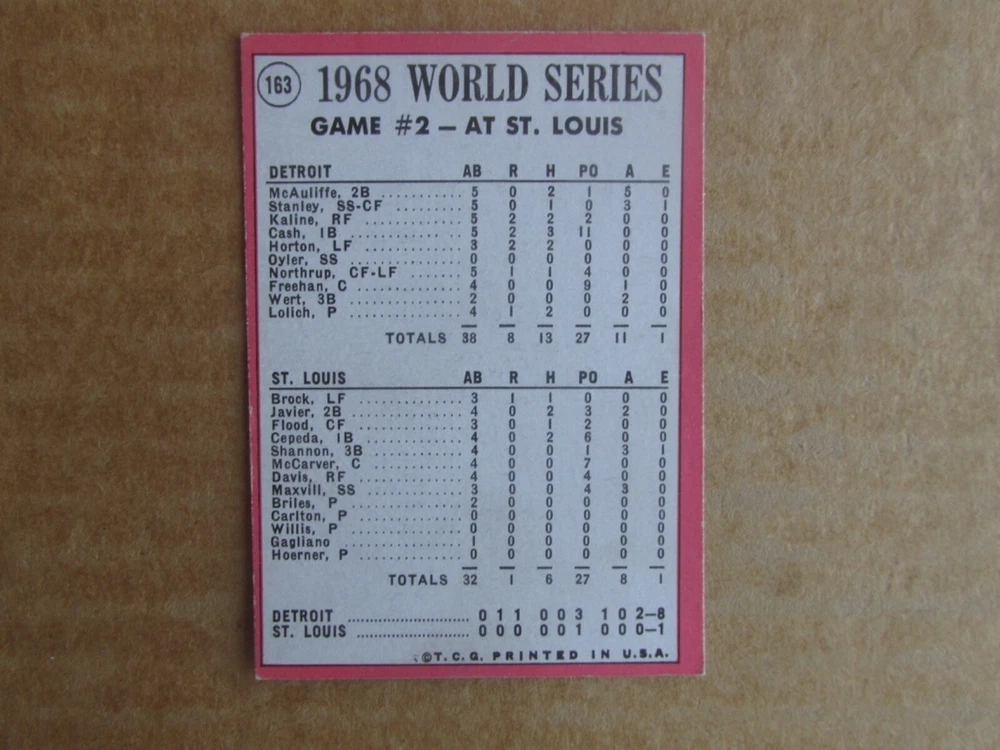 163 1968 WORLD SERIES
GAME #2 — AT ST. LOUIS
DETROIT AB R H PO A E
McAuliffe, 2B ............ 5 0 2 1 5 0
Stanley, SS-CF .......... 5 0 1 0 3 1
Kaline, RF .............. 5 2 2 2 0 0
Cash, 1B ................ 5 2 3 11 0 0
Horton, LF .............. 3 2 2 0 0 0
Oyler, SS ............... 0 0 0 0 0 0
Northrup, CF-LF ....... 5 1 1 4 0 0
Freehan, C .............. 4 0 0 9 1 0
Wert, 3B ................ 2 0 0 0 2 0
Lolich, P ............... 4 1 2 0 0 0
TOTALS 38 8 13 27 11 1
ST. LOUIS AB R H PO A E
Brock, LF ............... 3 1 1 0 0 0
Javier, 2B .............. 4 0 2 3 2 0
Flood, CF ............... 3 0 1 2 0 0
Cepeda, 1B .............. 4 0 2 6 0 0
Shannon, 3B ............. 4 0 0 1 3 1
McCarver, C ............. 4 0 0 7 0 0
Davis, RF ............... 4 0 0 4 0 0
Maxvill, SS ............. 3 0 0 4 3 0
Briles, P ............... 2 0 0 0 0 0
Carlton, P .............. 0 0 0 0 0 0
Willis, P ............... 0 0 0 0 0 0
Gagliano ................ 1 0 0 0 0 0
Hoerner, P .............. 0 0 0 0 0 0
TOTALS 32 1 6 27 8 1
DETROIT .......................... 0 1 1 0 0 3 1 0 2—8
ST. LOUIS ........................ 0 0 0 0 0 1 0 0 0—1
©T.C.G. PRINTED IN U.S.A.